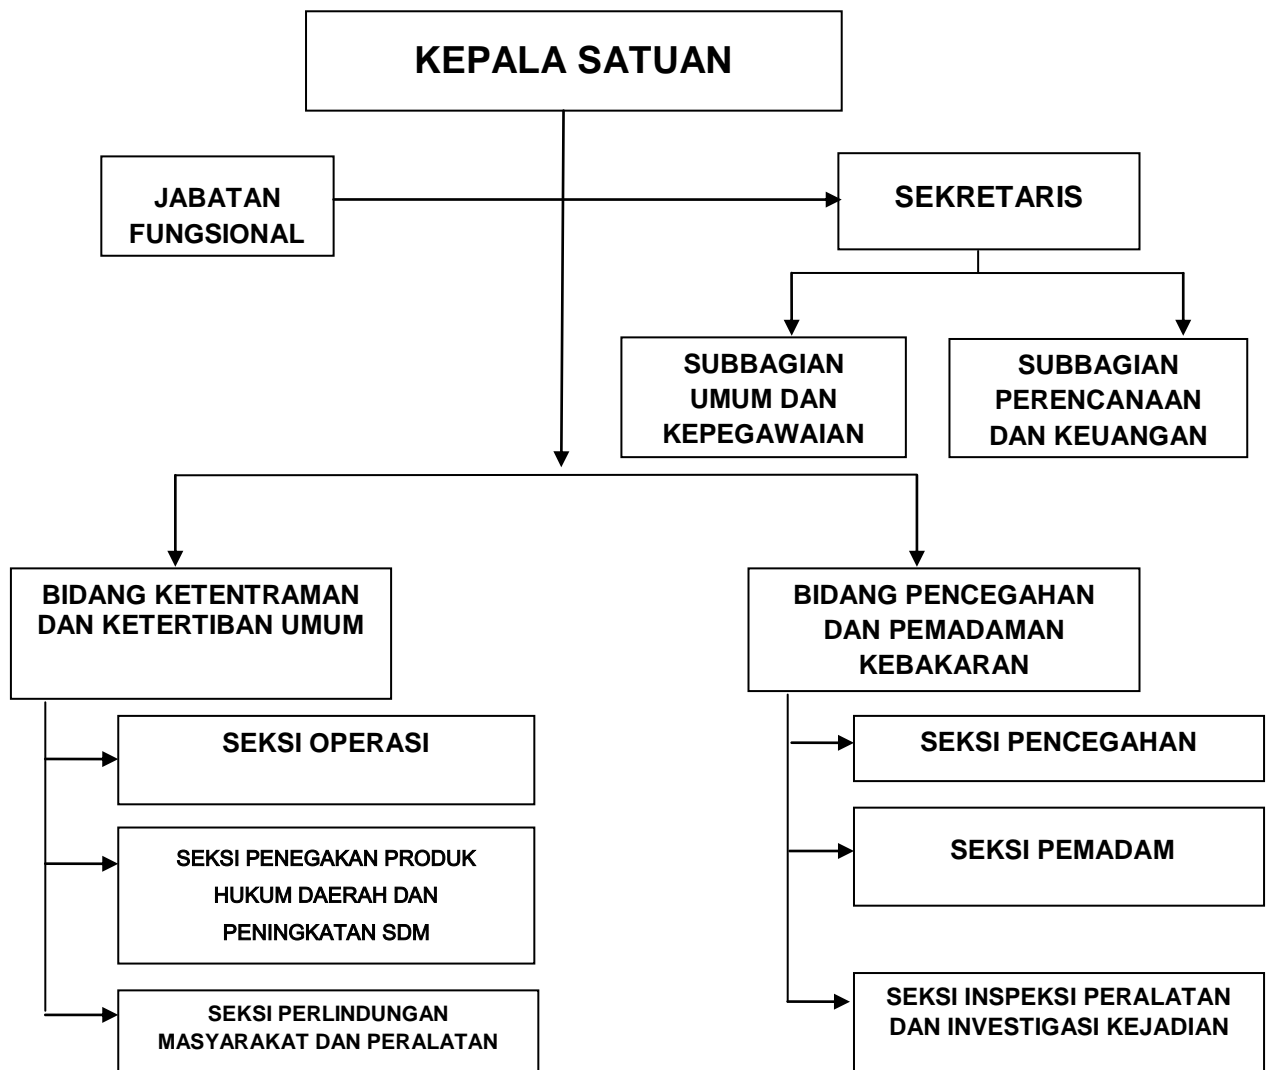 KEPALA SATUAN
JABATAN
FUNGSIONAL
SEKRETARIS
SUBBAGIAN
UMUM DAN
KEPEGAWAIAN
SUBBAGIAN
PERENCANAAN
DAN KEUANGAN
BIDANG KETENTRAMAN
DAN KETERTIBAN UMUM
BIDANG PENCEGAHAN
DAN PEMADAMAN
KEBAKARAN
SEKSI OPERASI
SEKSI PENEGAKAN PRODUK
HUKUM DAERAH DAN
PENINGKATAN SDM
SEKSI PERLINDUNGAN
MASYARAKAT DAN PERALATAN
SEKSI PENCEGAHAN
SEKSI PEMADAM
SEKSI INSPEKSI PERALATAN
DAN INVESTIGASI KEJADIAN